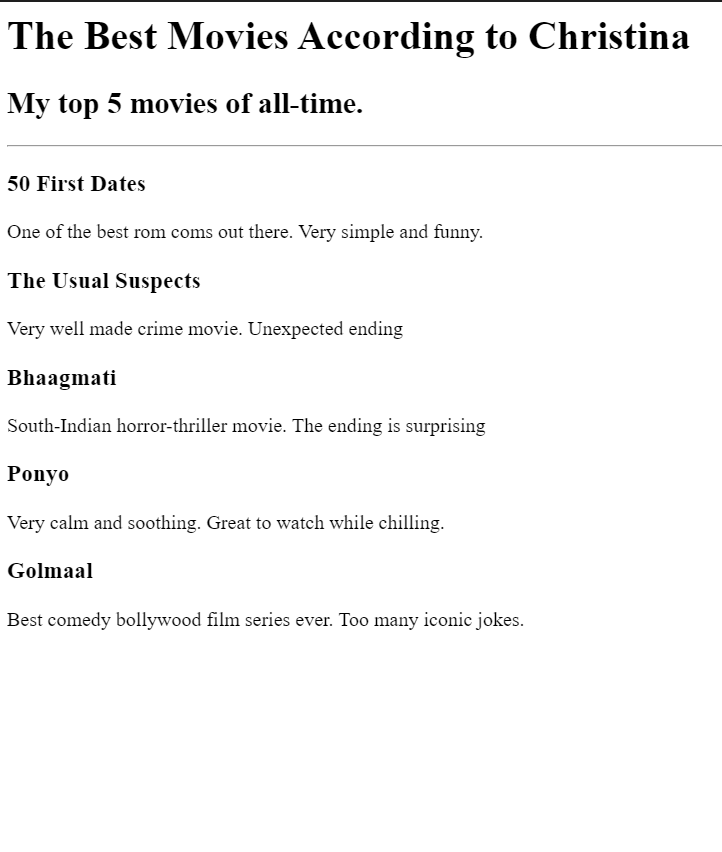 The Best Movies According to Christina
My top 5 movies of all-time.
50 First Dates
One of the best rom coms out there. Very simple and funny.
The Usual Suspects
Very well made crime movie. Unexpected ending
Bhaagmati
South-Indian horror-thriller movie. The ending is surprising
Ponyo
Very calm and soothing. Great to watch while chilling.
Golmaal
Best comedy bollywood film series ever. Too many iconic jokes.